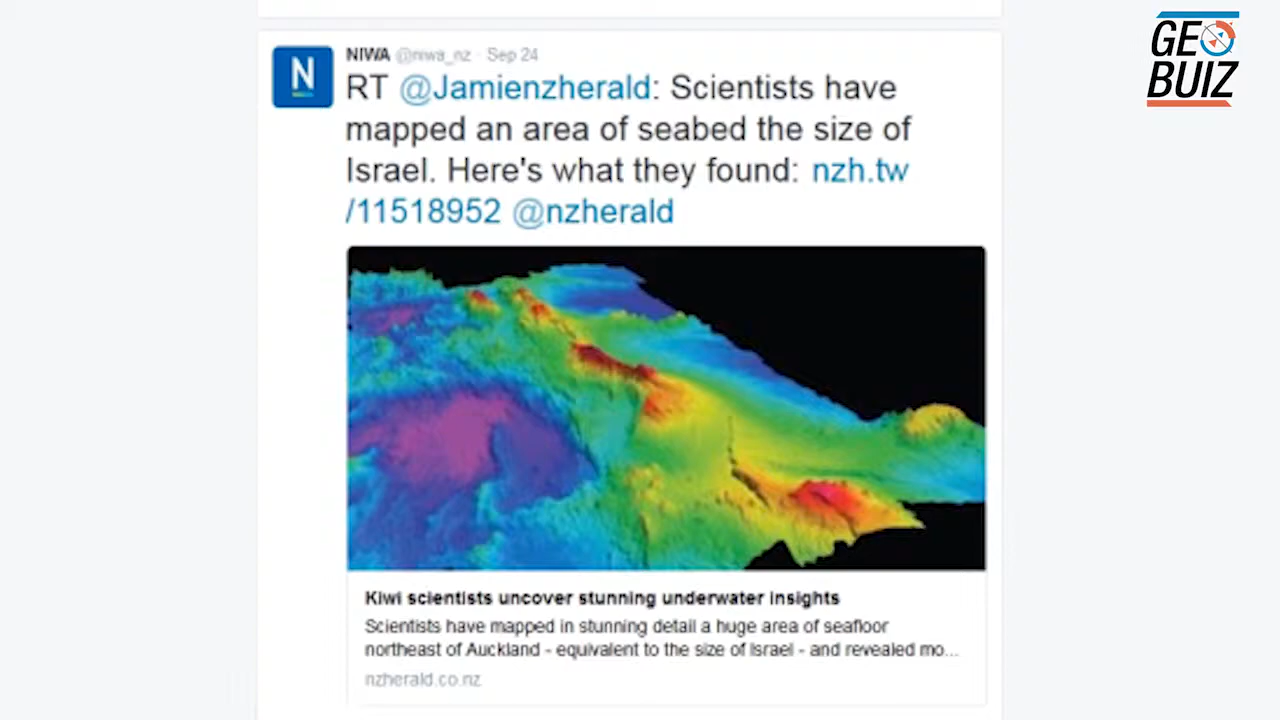 GEO
BUIZ
N
NIWA @niwa_nz · Sep 24
RT @Jamienzherald: Scientists have
mapped an area of seabed the size of
Israel. Here's what they found: nzh.tw
/11518952 @nzherald
Kiwi scientists uncover stunning underwater insights
Scientists have mapped in stunning detail a huge area of seafloor
northeast of Auckland - equivalent to the size of Israel - and revealed mo...
nzherald.co.nz